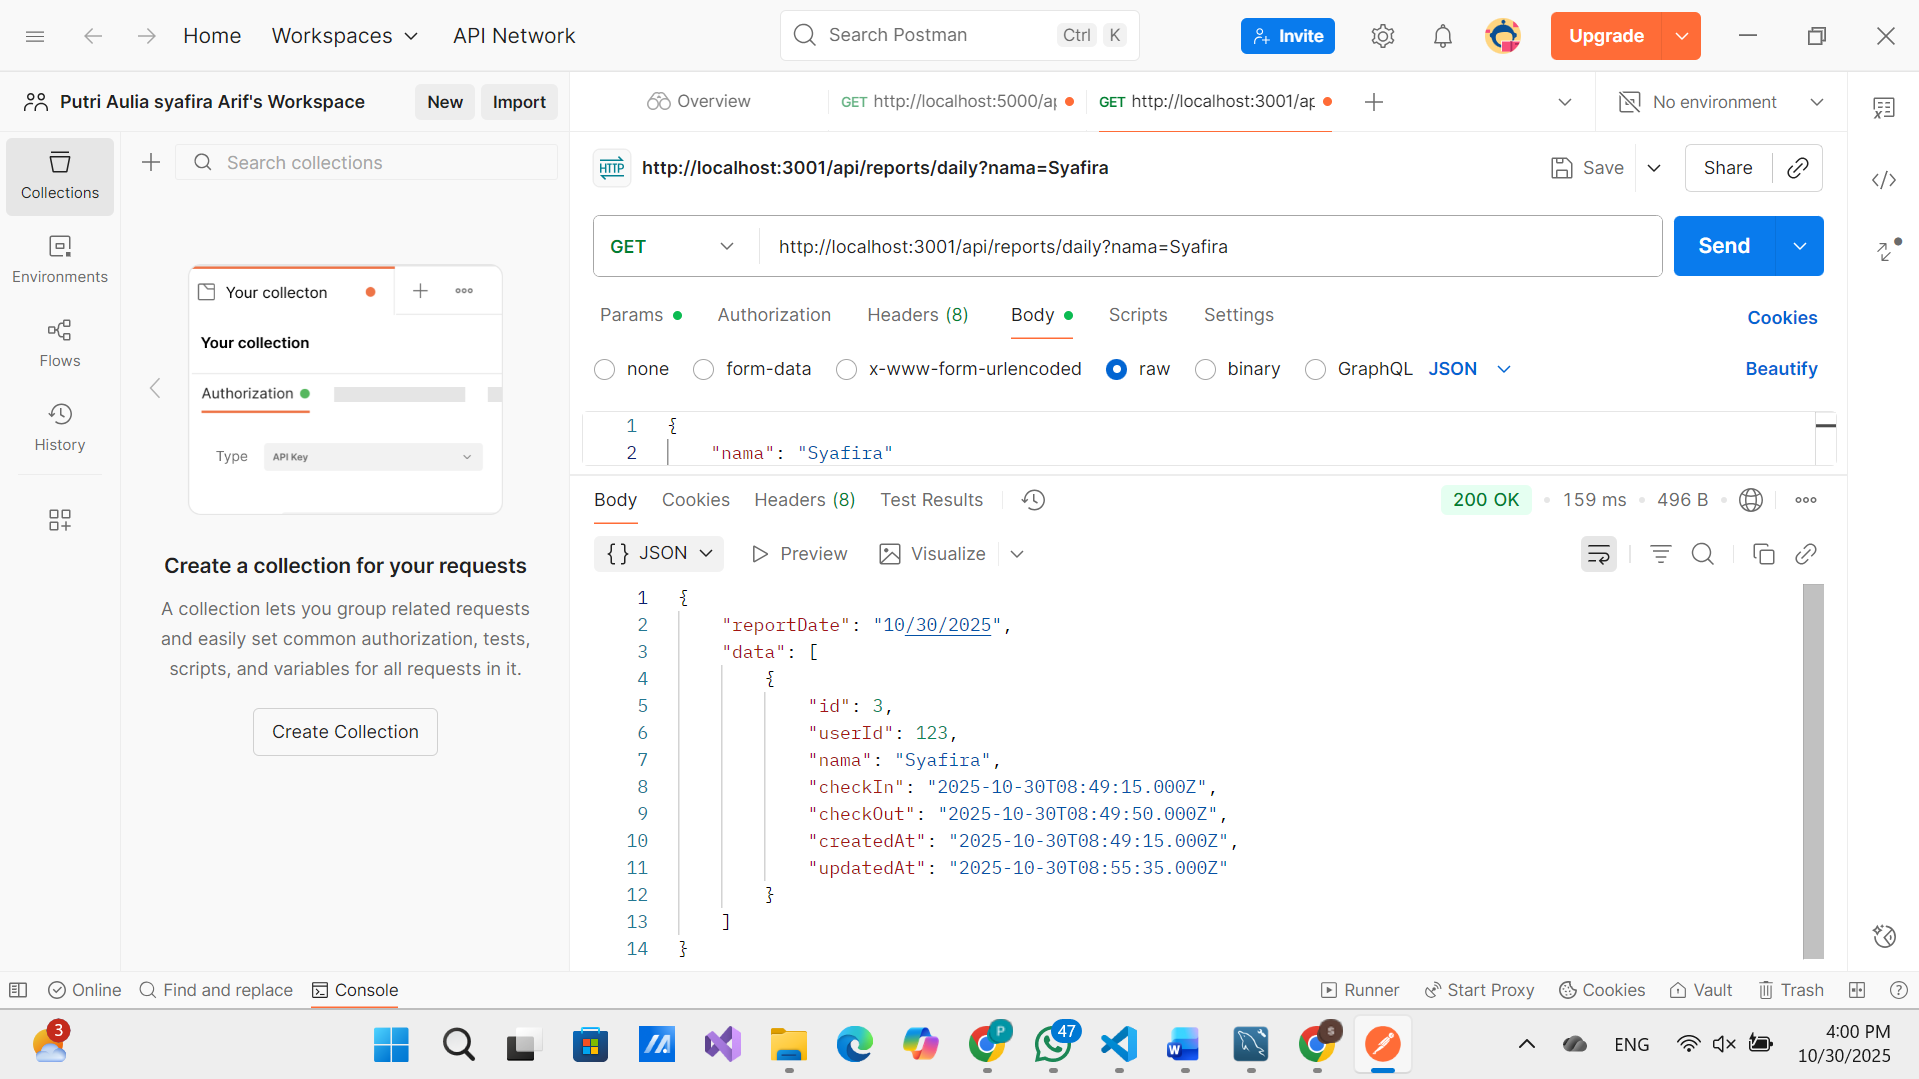 Home
Workspaces
API Network
Search Postman
Ctrl K
Invite
Upgrade
Putri Aulia syafira Arif's Workspace
New
Import
Overview
GET http://localhost:5000/ap
GET http://localhost:3001/ap
No environment
Collections
Search collections
http://localhost:3001/api/reports/daily?nama=Syafira
Save
Share
Environments
GET
http://localhost:3001/api/reports/daily?nama=Syafira
Send
Your collecton
Your collection
Authorization
Type
API Key
Flows
History
Params
Authorization
Headers (8)
Body
Scripts
Settings
Cookies
none
form-data
x-www-form-urlencoded
raw
binary
GraphQL
JSON
Beautify
1 {
2 "nama": "Syafira"
Body
Cookies
Headers (8)
Test Results
200 OK
159 ms
496 B
{} JSON
Preview
Visualize
Create a collection for your requests
A collection lets you group related requests
and easily set common authorization, tests,
scripts, and variables for all requests in it.
Create Collection
1 {
2 "reportDate": "10/30/2025",
3 "data": [
4 {
5 "id": 3,
6 "userId": 123,
7 "nama": "Syafira",
8 "checkIn": "2025-10-30T08:49:15.000Z",
9 "checkOut": "2025-10-30T08:49:50.000Z",
10 "createdAt": "2025-10-30T08:49:15.000Z",
11 "updatedAt": "2025-10-30T08:55:35.000Z"
12 }
13 ]
14 }
Online
Find and replace
Console
Runner
Start Proxy
Cookies
Vault
Trash
3
P
47
W
S
ENG
4:00 PM
10/30/2025